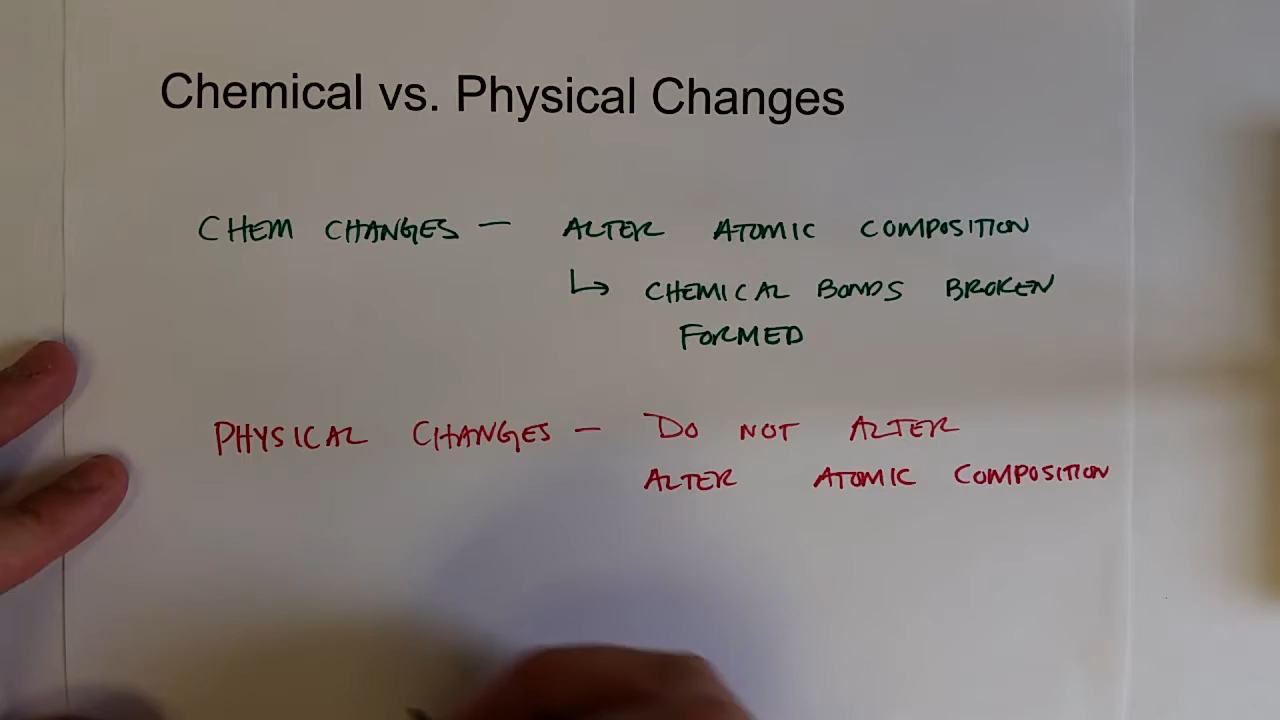 Chemical vs. Physical Changes
CHEM CHANGES — ALTER ATOMIC COMPOSITION
↳ CHEMICAL BONDS BROKEN
FORMED
PHYSICAL CHANGES — DO NOT ALTER
ALTER ATOMIC COMPOSITION